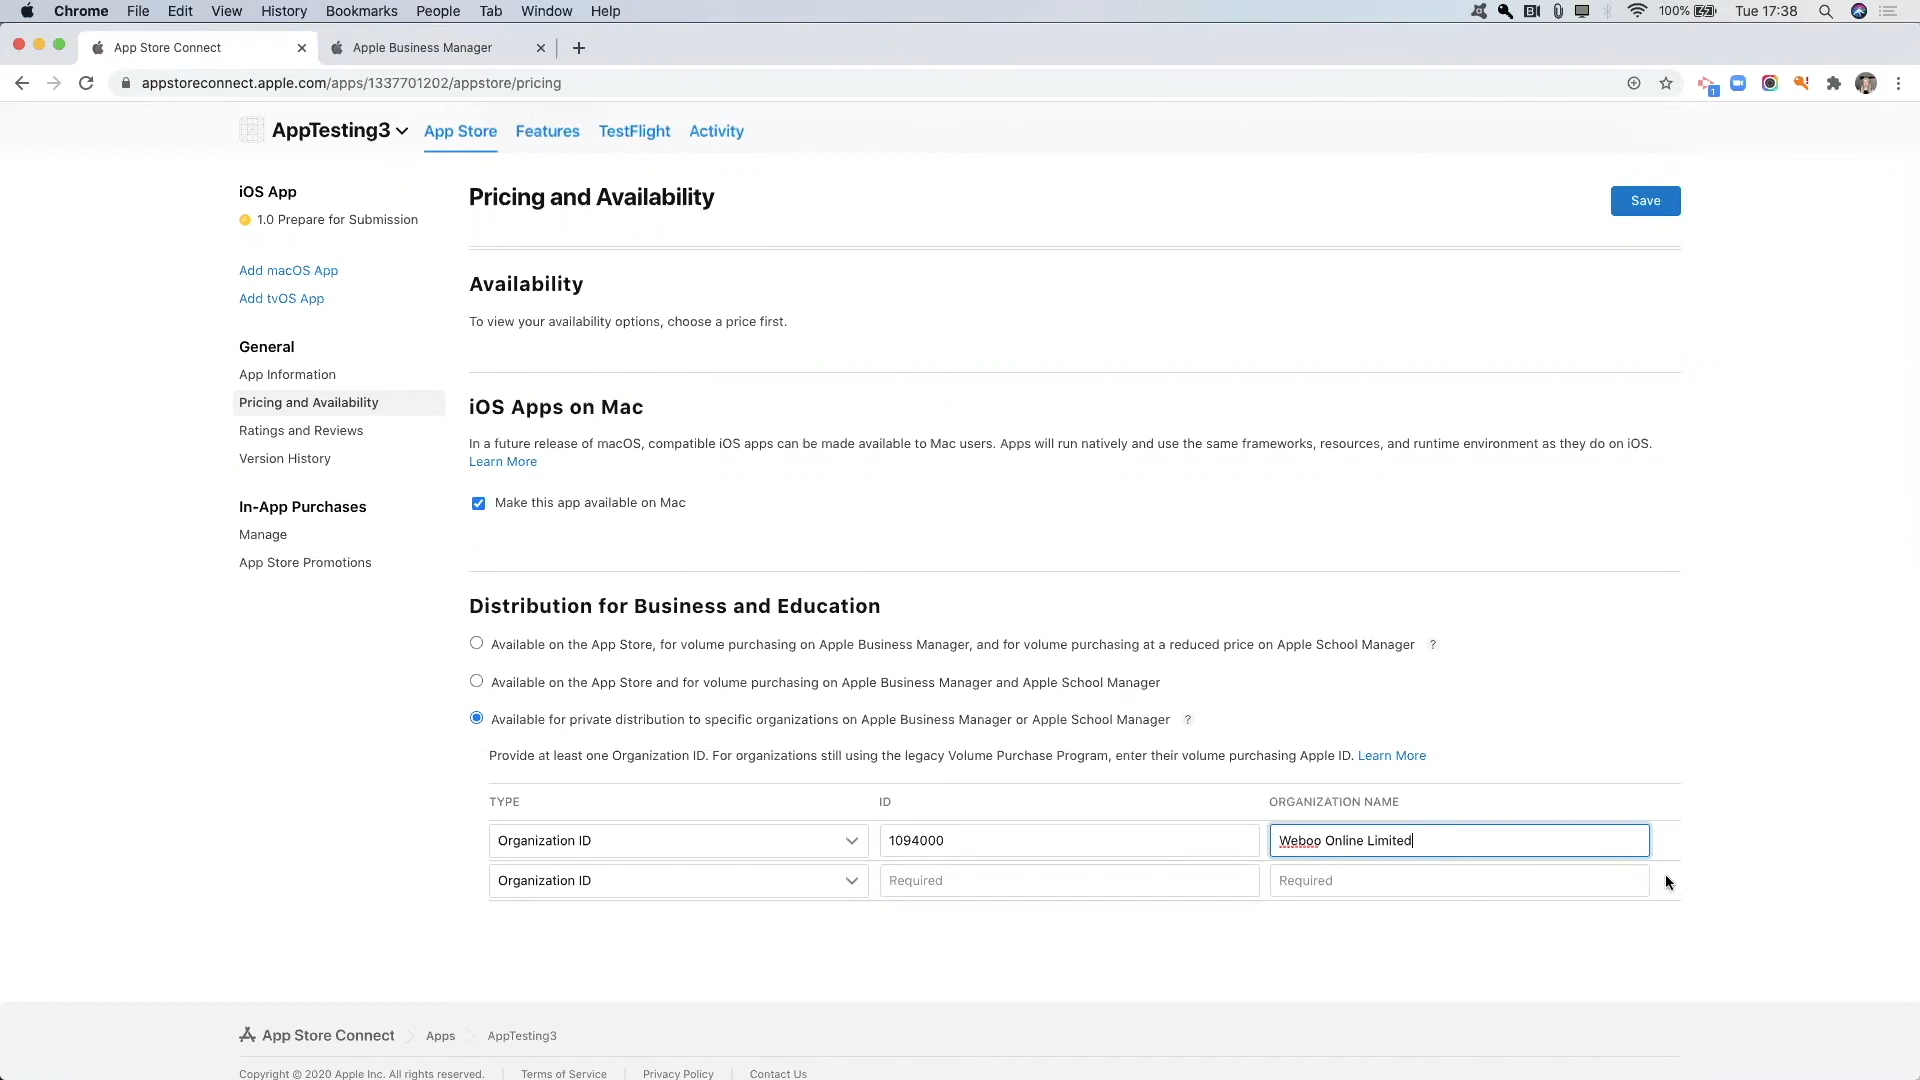 Chrome File Edit View History Bookmarks People Tab Window Help 100% Tue 17:38
App Store Connect Apple Business Manager
appstoreconnect.apple.com/apps/1337701202/appstore/pricing
1
AppTesting3 App Store Features TestFlight Activity
iOS App
1.0 Prepare for Submission
Add macOS App
Add tvOS App
General
App Information
Pricing and Availability
Ratings and Reviews
Version History
In-App Purchases
Manage
App Store Promotions
Pricing and Availability
Save
Availability
To view your availability options, choose a price first.
iOS Apps on Mac
In a future release of macOS, compatible iOS apps can be made available to Mac users. Apps will run natively and use the same frameworks, resources, and runtime environment as they do on iOS.
Learn More
Make this app available on Mac
Distribution for Business and Education
Available on the App Store, for volume purchasing on Apple Business Manager, and for volume purchasing at a reduced price on Apple School Manager ?
Available on the App Store and for volume purchasing on Apple Business Manager and Apple School Manager
Available for private distribution to specific organizations on Apple Business Manager or Apple School Manager ?
Provide at least one Organization ID. For organizations still using the legacy Volume Purchase Program, enter their volume purchasing Apple ID. Learn More
TYPE ID ORGANIZATION NAME
Organization ID 1094000 Weboo Online Limited
Organization ID Required Required
App Store Connect Apps AppTesting3
Copyright © 2020 Apple Inc. All rights reserved. Terms of Service Privacy Policy Contact Us